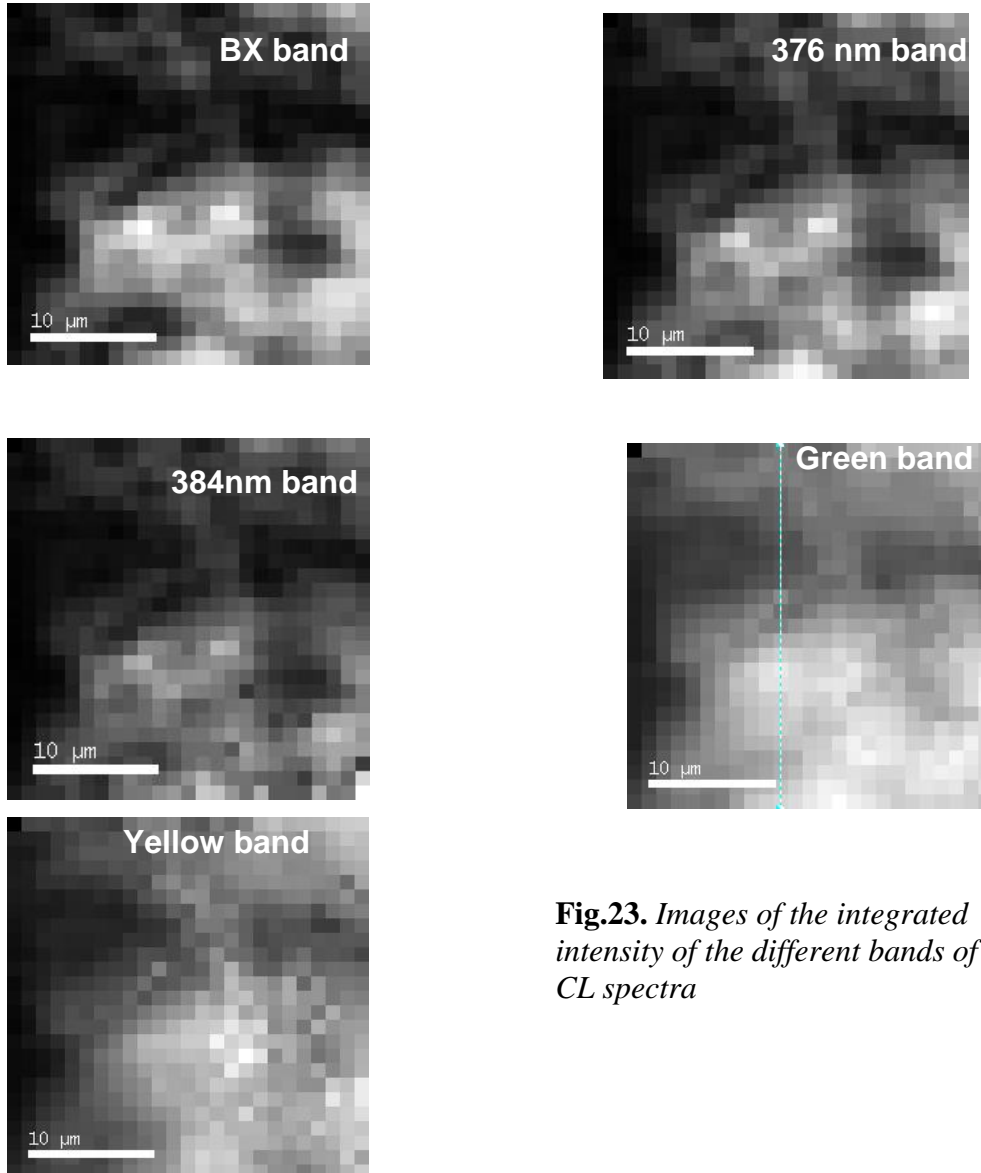 BX band
10 µm
376 nm band
10 µm
384nm band
10 µm
Green band
10 µm
Yellow band
10 µm
Fig.23. Images of the integrated
intensity of the different bands of
CL spectra